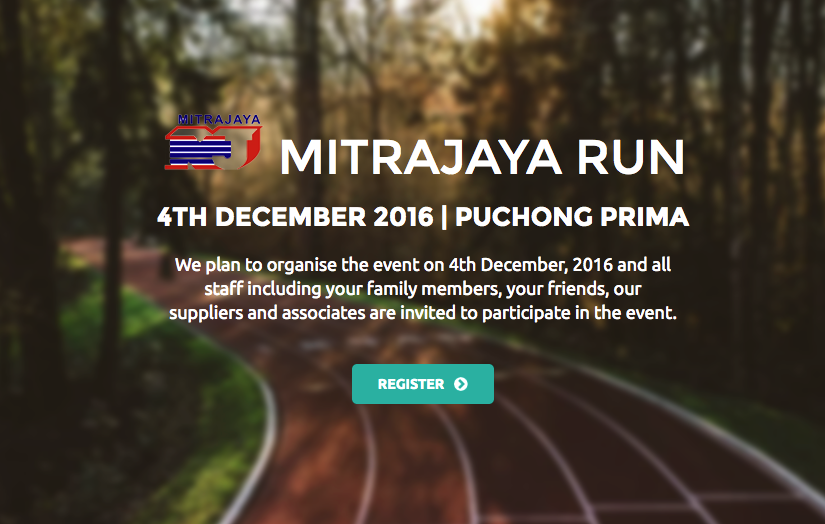 MITRAJAYA
MITRAJAYA RUN
4TH DECEMBER 2016 | PUCHONG PRIMA
We plan to organise the event on 4th December, 2016 and all
staff including your family members, your friends, our
suppliers and associates are invited to participate in the event.
REGISTER